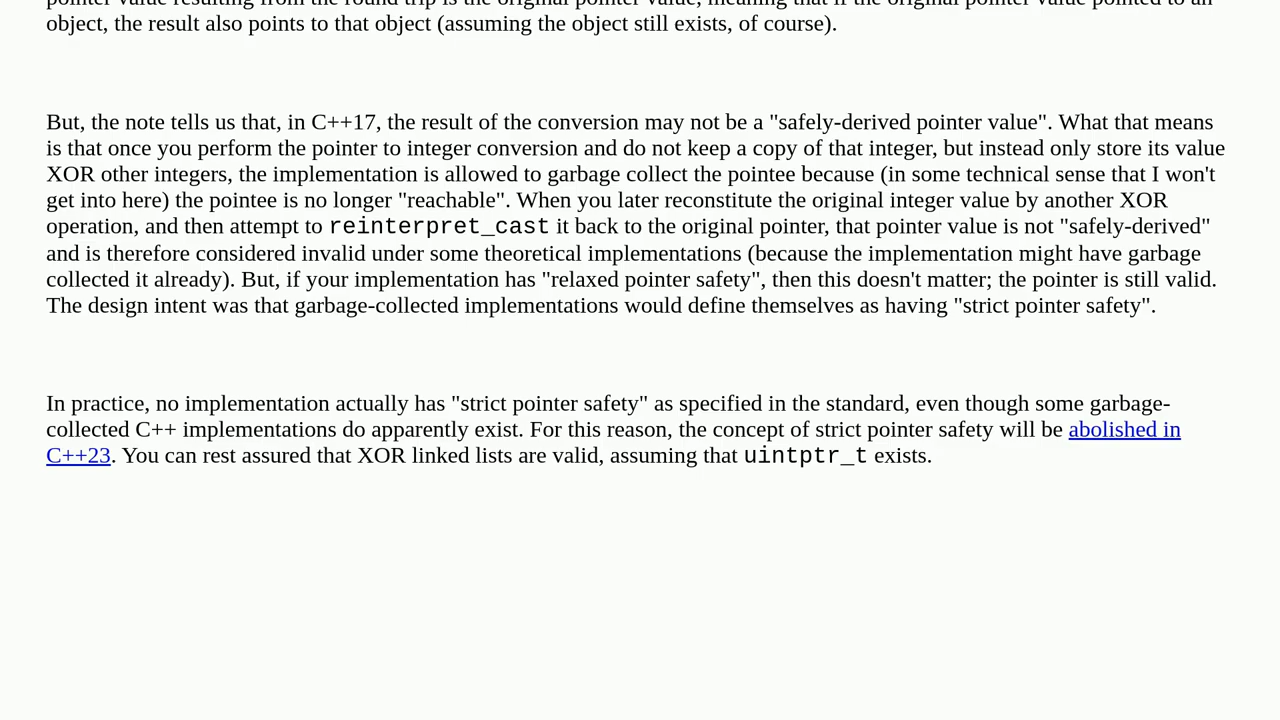 object, the result also points to that object (assuming the object still exists, of course).
But, the note tells us that, in C++17, the result of the conversion may not be a "safely-derived pointer value". What that means
is that once you perform the pointer to integer conversion and do not keep a copy of that integer, but instead only store its value
XOR other integers, the implementation is allowed to garbage collect the pointee because (in some technical sense that I won't
get into here) the pointee is no longer "reachable". When you later reconstitute the original integer value by another XOR
operation, and then attempt to reinterpret_cast it back to the original pointer, that pointer value is not "safely-derived"
and is therefore considered invalid under some theoretical implementations (because the implementation might have garbage
collected it already). But, if your implementation has "relaxed pointer safety", then this doesn't matter; the pointer is still valid.
The design intent was that garbage-collected implementations would define themselves as having "strict pointer safety".
In practice, no implementation actually has "strict pointer safety" as specified in the standard, even though some garbage-
collected C++ implementations do apparently exist. For this reason, the concept of strict pointer safety will be abolished in
C++23. You can rest assured that XOR linked lists are valid, assuming that uintptr_t exists.